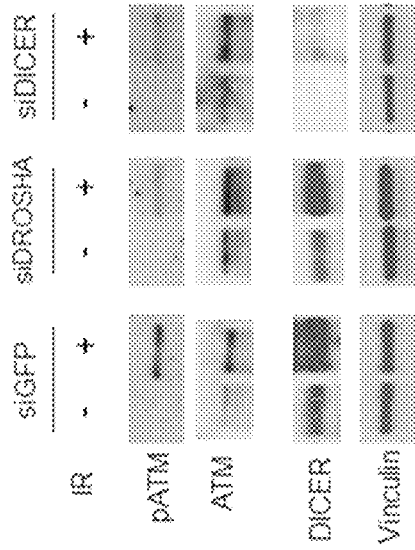 siGFP siDROSHA siDICER
IR - + - + - +
pATM
ATM
DICER
Vinculin